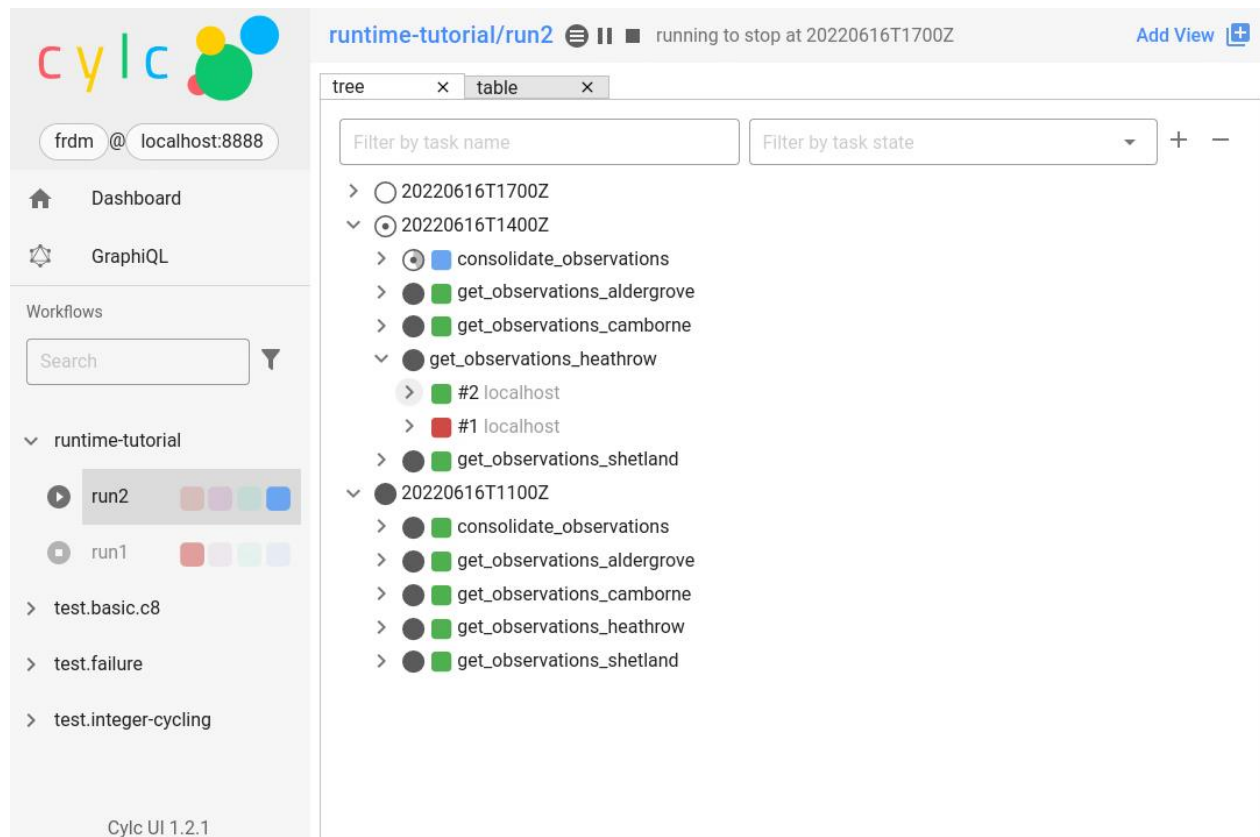 cylc
frdm @ localhost:8888
Dashboard
GraphiQL
Workflows
Search
runtime-tutorial
run2
run1
test.basic.c8
test.failure
test.integer-cycling
Cylc UI 1.2.1
runtime-tutorial/run2 running to stop at 20220616T1700Z Add View
tree × table ×
Filter by task name Filter by task state
20220616T1700Z
20220616T1400Z
consolidate_observations
get_observations_aldergrove
get_observations_camborne
get_observations_heathrow
#2 localhost
#1 localhost
get_observations_shetland
20220616T1100Z
consolidate_observations
get_observations_aldergrove
get_observations_camborne
get_observations_heathrow
get_observations_shetland